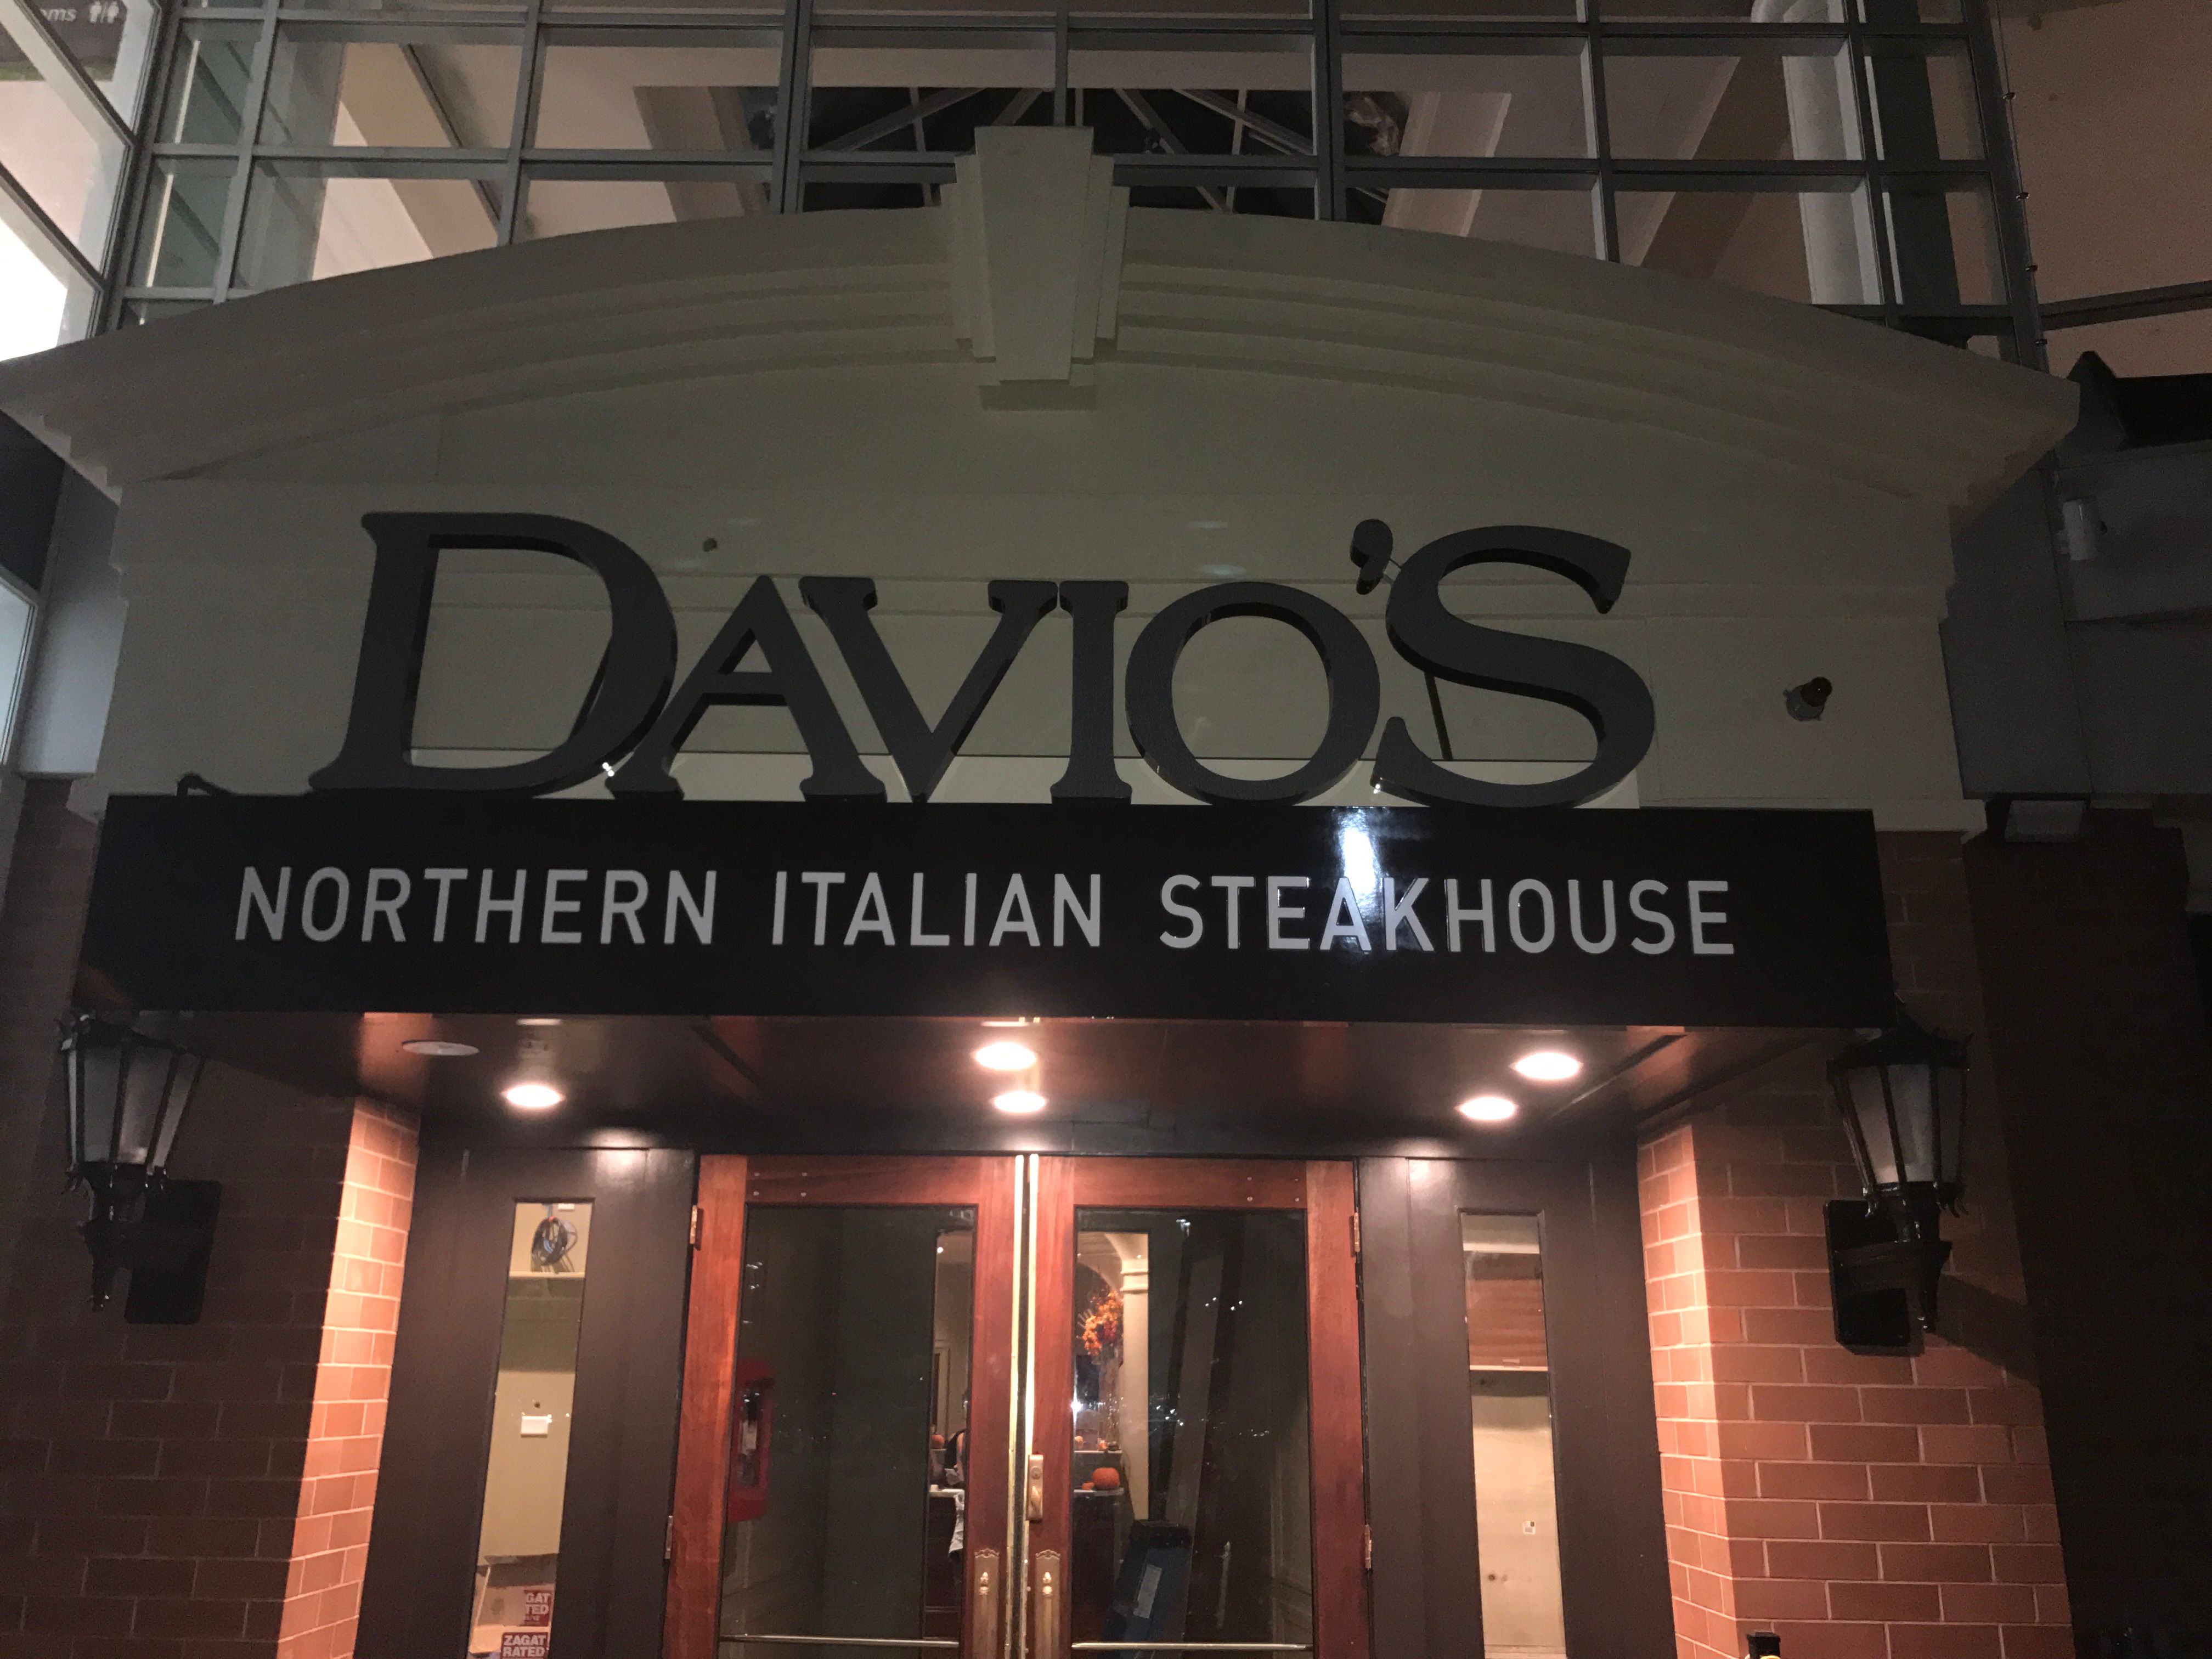 DAVIO'S
NORTHERN ITALIAN STEAKHOUSE
ZAGAT
RATED